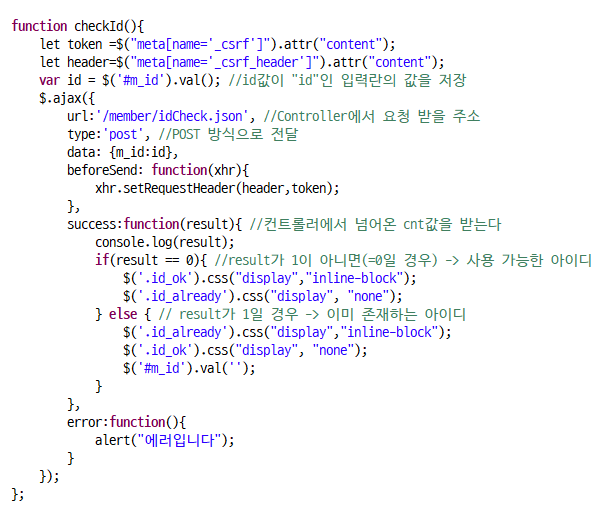 function checkId(){
    let token =$("meta[name='_csrf']").attr("content");
    let header=$("meta[name='_csrf_header']").attr("content");
    var id = $('#m_id').val(); //id값이 "id"인 입력란의 값을 저장
    $.ajax({
        url:'/member/idCheck.json', //Controller에서 요청 받을 주소
        type:'post', //POST 방식으로 전달
        data: {m_id:id},
        beforeSend: function(xhr){
            xhr.setRequestHeader(header,token);
        },
        success:function(result){ //컨트롤러에서 넘어온 cnt값을 받는다
            console.log(result);
            if(result == 0){ //result가 1이 아니면(=0일 경우) -> 사용 가능한 아이디
                $('.id_ok').css("display","inline-block");
                $('.id_already').css("display", "none");
            } else { // result가 1일 경우 -> 이미 존재하는 아이디
                $('.id_already').css("display","inline-block");
                $('.id_ok').css("display", "none");
                $('#m_id').val('');
            }
        },
        error:function(){
            alert("에러입니다");
        }
    });
};